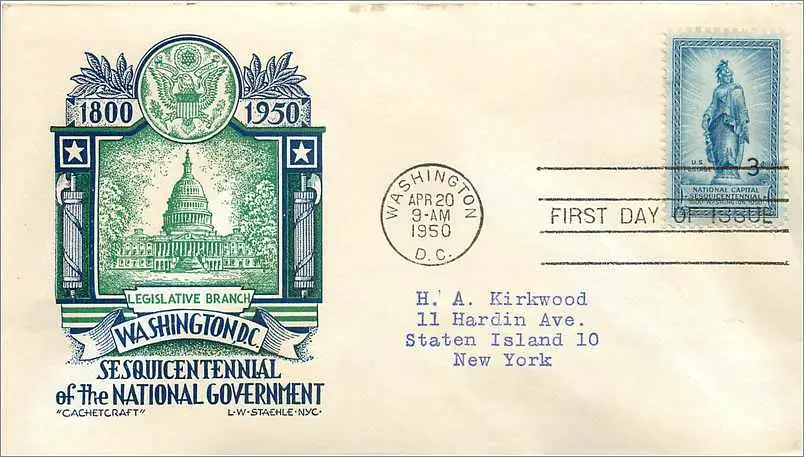 1800 1950
LEGISLATIVE BRANCH
WASHINGTON, D.C.
SESQUICENTENNIAL
of the NATIONAL GOVERNMENT
"CACHETCRAFT" L·W·STAEHLE·NYC·
WASHINGTON
APR 20
9-AM
1950
D.C.
U.S.
3¢
NATIONAL CAPITAL
SESQUICENTENNIAL
FIRST DAY OF ISSUE
H. A. Kirkwood
11 Hardin Ave.
Staten Island 10
New York